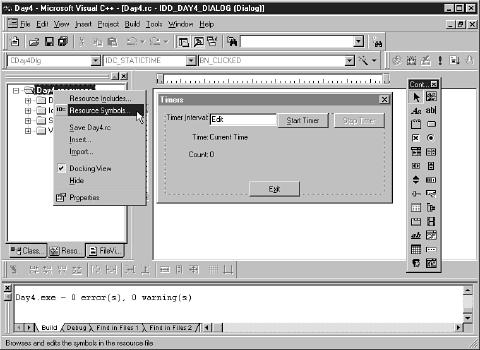 Day4 - Microsoft Visual C++ - [Day4.rc - IDD_DAY4_DIALOG (Dialog)]
File Edit View Insert Project Build Tools Window Help
CDay4Dlg IDC_STATICTIME BN_CLICKED
Day4
Resource Includes...
Resource Symbols...
Save Day4.rc
Insert...
Import...
Docking View
Hide
Properties
Timers
Timer Interval: Edit Start Timer Stop Timer
Time: Current Time
Count: 0
Exit
Cont...
Aa ab|
Class... Reso... FileVi...
Day4.exe - 0 error(s), 0 warning(s)
Build Debug Find in Files 1 Find in Files 2
Browses and edits the symbols in the resource file